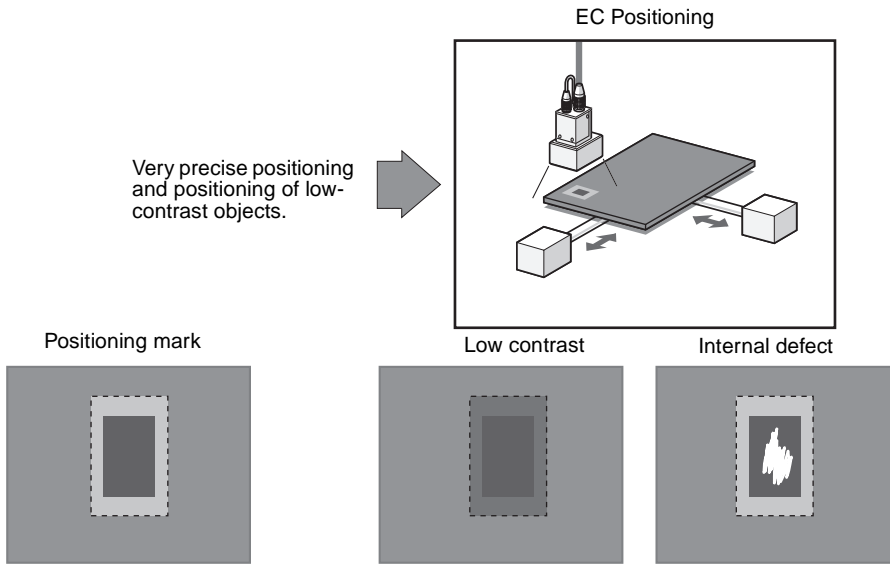 EC Positioning
Very precise positioning
and positioning of low-
contrast objects.
Positioning mark
Low contrast
Internal defect